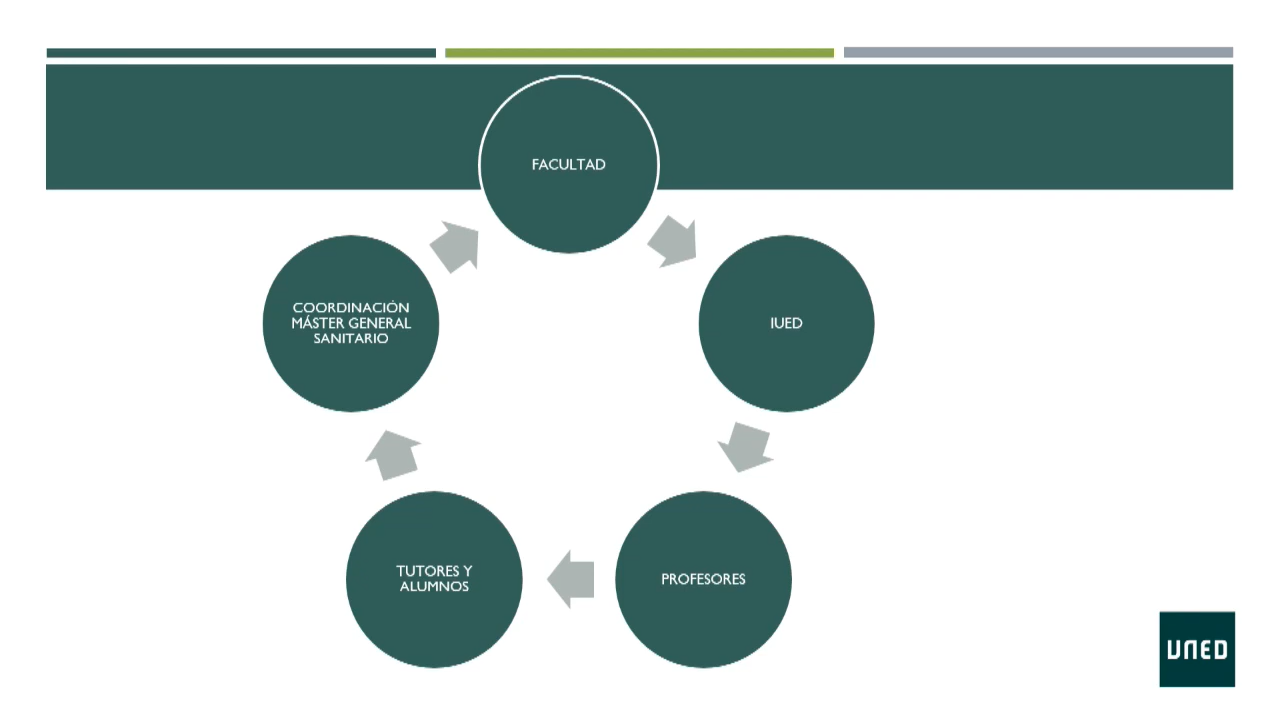 FACULTAD
COORDINACIÓN
MÁSTER GENERAL
SANITARIO
IUED
TUTORES Y
ALUMNOS
PROFESORES
UNED